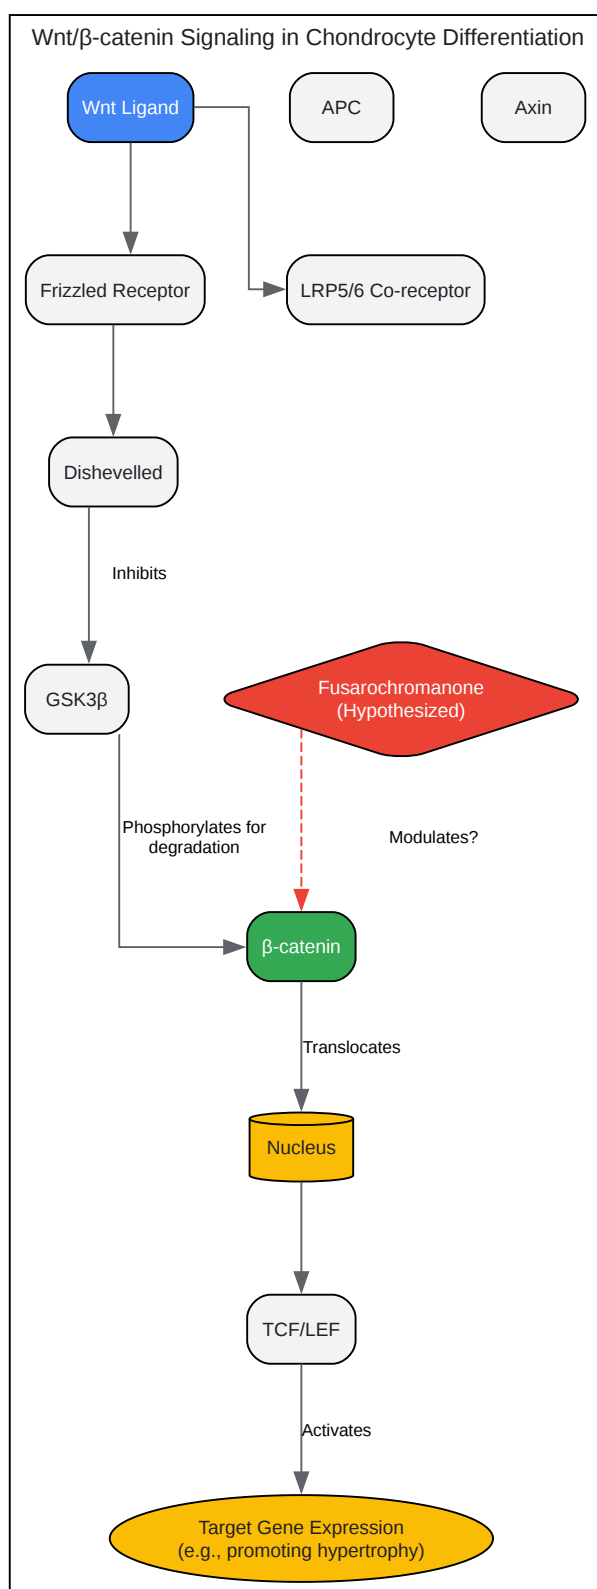 Wnt/β-catenin Signaling in Chondrocyte Differentiation
Wnt Ligand
APC
Axin
Frizzled Receptor
LRP5/6 Co-receptor
Dishevelled
Inhibits
GSK3β
Fusarochromanone
(Hypothesized)
Phosphorylates for
degradation
Modulates?
β-catenin
Translocates
Nucleus
TCF/LEF
Activates
Target Gene Expression
(e.g., promoting hypertrophy)